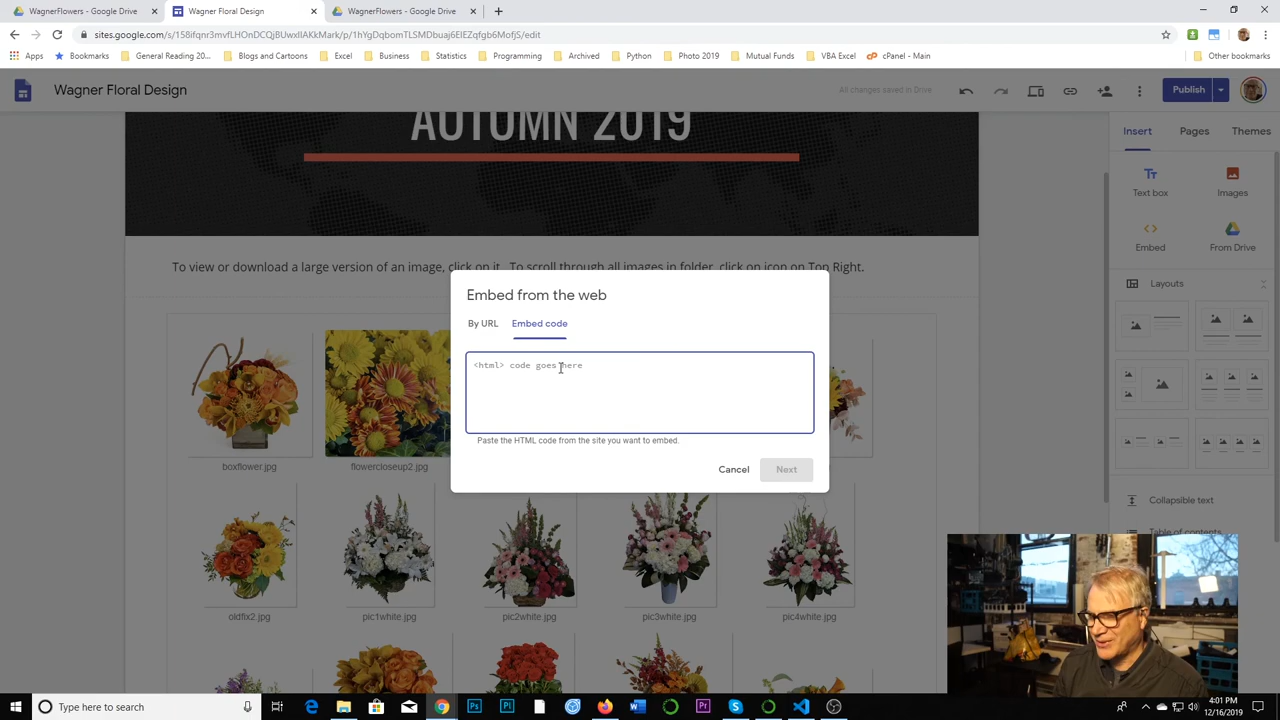 WagnerFlowers - Google Drive
Wagner Floral Design
WagnerFlowers - Google Drive
sites.google.com/s/158ifqnr3mvfLHOnDCQjBUwxllAKkMark/p/1hYgDqbomTLSMDbuaj6ElEZqfgb6MofjS/edit
Apps
Bookmarks
General Reading 20...
Blogs and Cartoons
Excel
Business
Statistics
Programming
Archived
Python
Photo 2019
Mutual Funds
VBA Excel
cPanel - Main
Other bookmarks
Wagner Floral Design
All changes saved in Drive
Publish
AUTUMN 2019
Insert
Pages
Themes
Text box
Images
Embed
From Drive
Layouts
To view or download a large version of an image, click on it. To scroll through all images in folder, click on icon on Top Right.
Embed from the web
By URL
Embed code
<html> code goes here
Paste the HTML code from the site you want to embed.
Cancel
Next
boxflower.jpg
flowercloseup2.jpg
Collapsible text
Table of contents
oldfix2.jpg
pic1white.jpg
pic2white.jpg
pic3white.jpg
pic4white.jpg
Type here to search
4:01 PM
12/16/2019